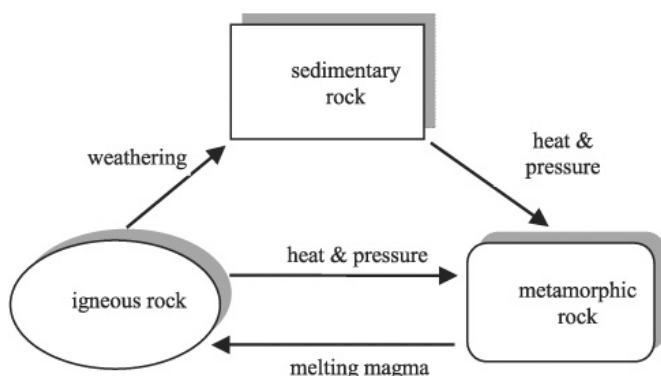 sedimentary
rock
weathering
heat &
pressure
heat & pressure
igneous rock
metamorphic
rock
melting magma